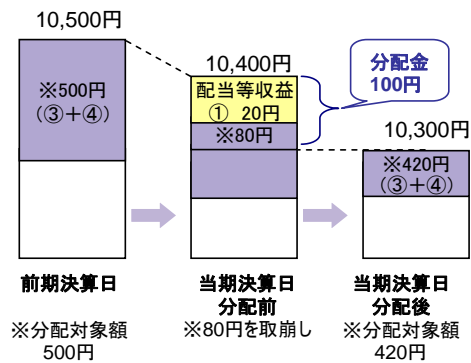 10,500円
※500円
(③+④)
前期決算日
※分配対象額
500円
10,400円
配当等収益
① 20円
※80円
当期決算日
分配前
※80円を取崩し
分配金
100円
10,300円
※420円
(③+④)
当期決算日
分配後
※分配対象額
420円